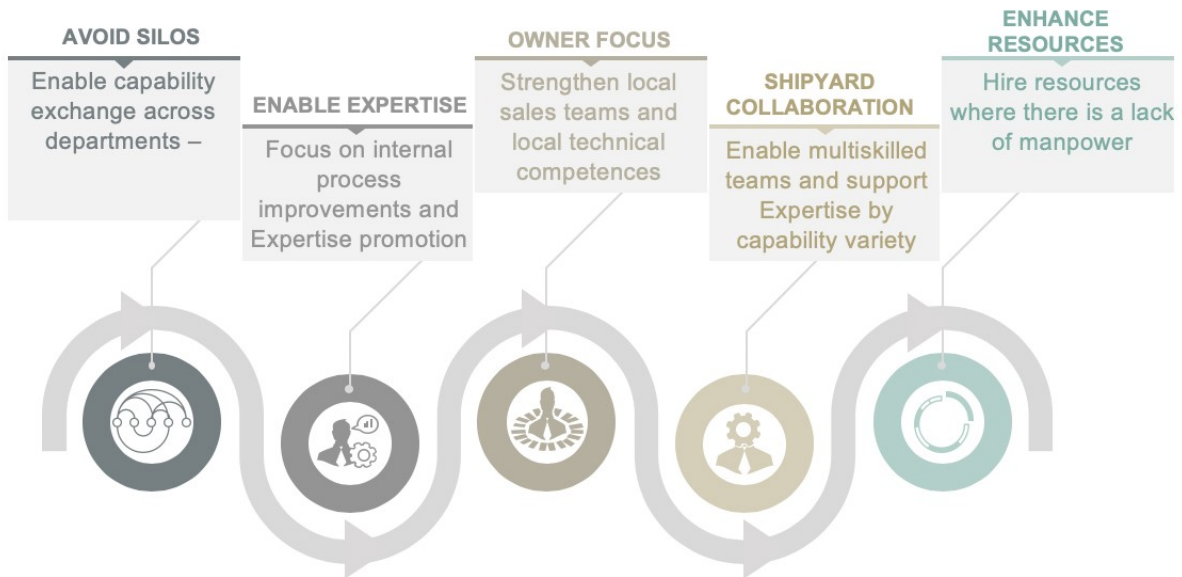 AVOID SILOS
Enable capability
exchange across
departments –
ENABLE EXPERTISE
Focus on internal
process
improvements and
Expertise promotion
OWNER FOCUS
Strengthen local
sales teams and
local technical
competences
SHIPYARD
COLLABORATION
Enable multiskilled
teams and support
Expertise by
capability variety
ENHANCE
RESOURCES
Hire resources
where there is a lack
of manpower